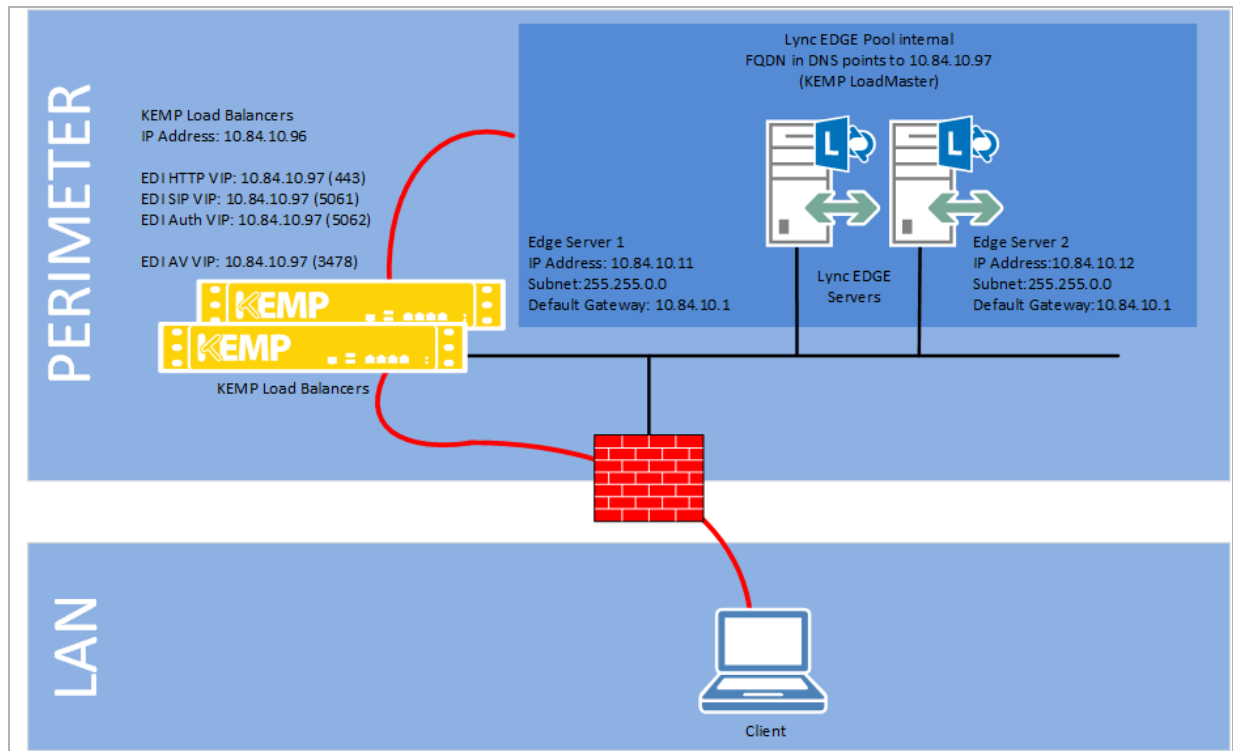 PERIMETER
KEMP Load Balancers
IP Address: 10.84.10.96
EDI HTTP VIP: 10.84.10.97 (443)
EDI SIP VIP: 10.84.10.97 (5061)
EDI Auth VIP: 10.84.10.97 (5062)
EDI AV VIP: 10.84.10.97 (3478)
KEMP
KEMP
KEMP Load Balancers
Lync EDGE Pool internal
FQDN in DNS points to 10.84.10.97
(KEMP LoadMaster)
L
L
Edge Server 1
IP Address: 10.84.10.11
Subnet:255.255.0.0
Default Gateway: 10.84.10.1
Lync EDGE
Servers
Edge Server 2
IP Address:10.84.10.12
Subnet:255.255.0.0
Default Gateway:10.84.10.1
LAN
Client